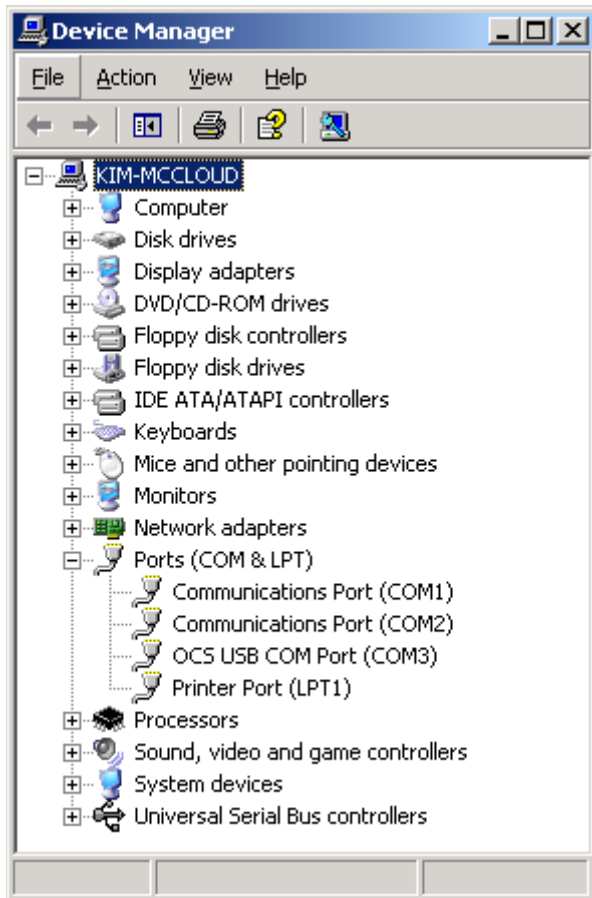 Device Manager
File Action View Help
KIM-MCCLOUD
Computer
Disk drives
Display adapters
DVD/CD-ROM drives
Floppy disk controllers
Floppy disk drives
IDE ATA/ATAPI controllers
Keyboards
Mice and other pointing devices
Monitors
Network adapters
Ports (COM & LPT)
Communications Port (COM1)
Communications Port (COM2)
OCS USB COM Port (COM3)
Printer Port (LPT1)
Processors
Sound, video and game controllers
System devices
Universal Serial Bus controllers